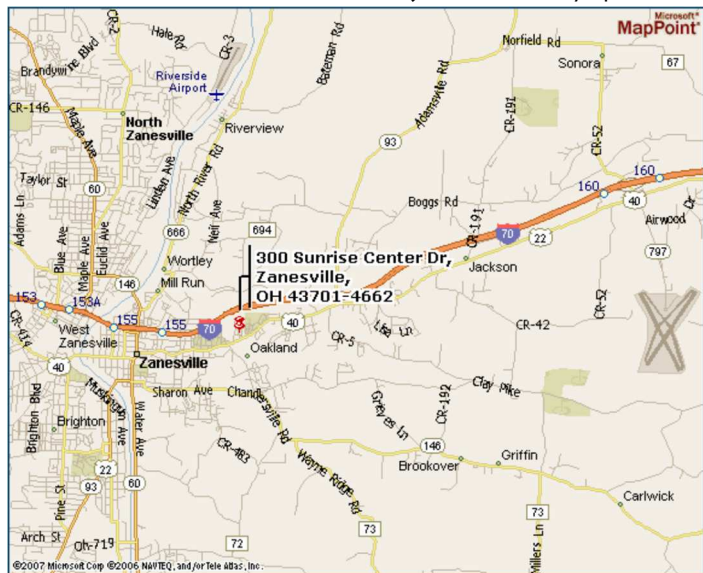 Microsoft®
MapPoint®
Norfield Rd
Sonora
67
CR-2
Hale Rd
CR-3
Bateman Rd
Brandywine Blvd
Riverside
Airport
Adamsville Rd
CR-191
CR-52
CR-146
North
Zanesville
Riverview
93
Maple Ave
Linden Ave
North River Rd
Taylor St
60
160
160
40
Boggs Rd
Airwood Dr
Adams Ln
Blue Ave
Maple Ave
Euclid Ave
666
Neil Ave
694
CR-191
70
22
797
Wortley
Jackson
300 Sunrise Center Dr,
Zanesville,
OH 43701-4662
146
Mill Run
153
153A
155
155
70
40
Lisa Ln
CR-5
CR-42
CR-52
West
Zanesville
CR-414
Zanesville
Oakland
40
Clay Pike
Muskingum Ave
Sharon Ave
Chandlersville Rd
Grieves Ln
CR-192
Brighton Blvd
Brighton
Water Ave
CR-483
146
Brookover
Griffin
22
93
60
Wayne Ridge Rd
Carlwick
Pine St
73
73
Millers Ln
Arch St
Oh-719
72
©2007 Microsoft Corp ©2006 NAVTEQ, and/or Tele Atlas, Inc.